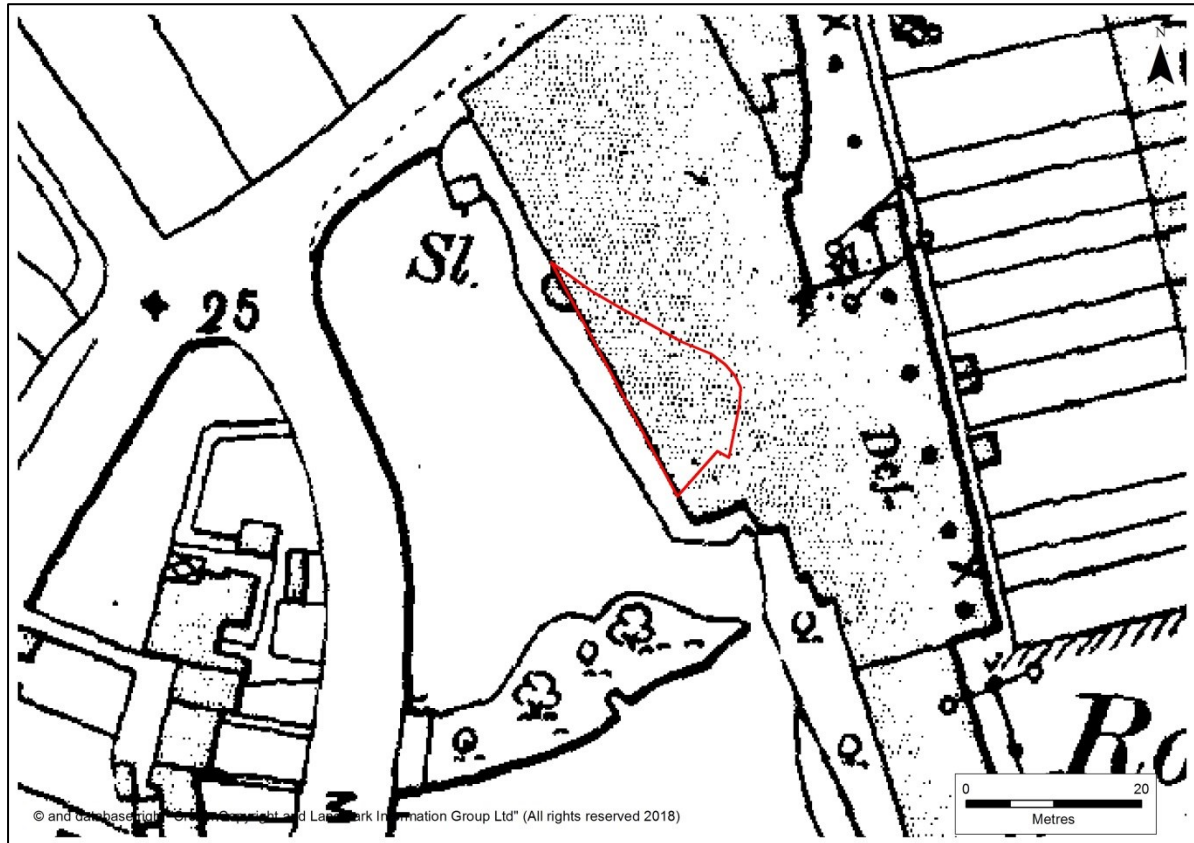 N
Sl.
25
W.
Def.
Ro
M
0 20
Metres
© and database right "Crown Copyright and Landmark Information Group Ltd" (All rights reserved 2018)